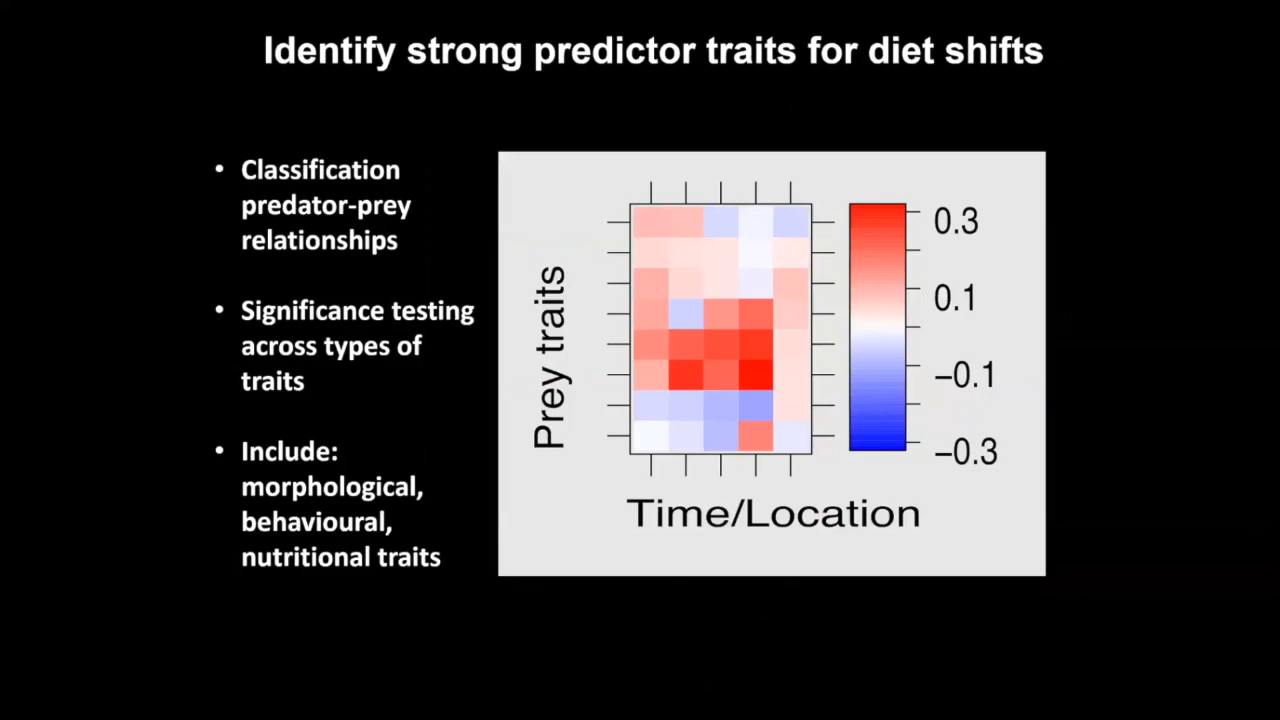 Identify strong predictor traits for diet shifts
• Classification
predator-prey
relationships
• Significance testing
across types of
traits
• Include:
morphological,
behavioural,
nutritional traits
Prey traits
Time/Location
0.3
0.1
−0.1
−0.3